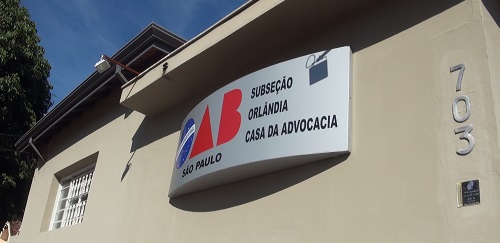 OAB
SÃO PAULO
SUBSEÇÃO
ORLÂNDIA
CASA DA ADVOCACIA
703